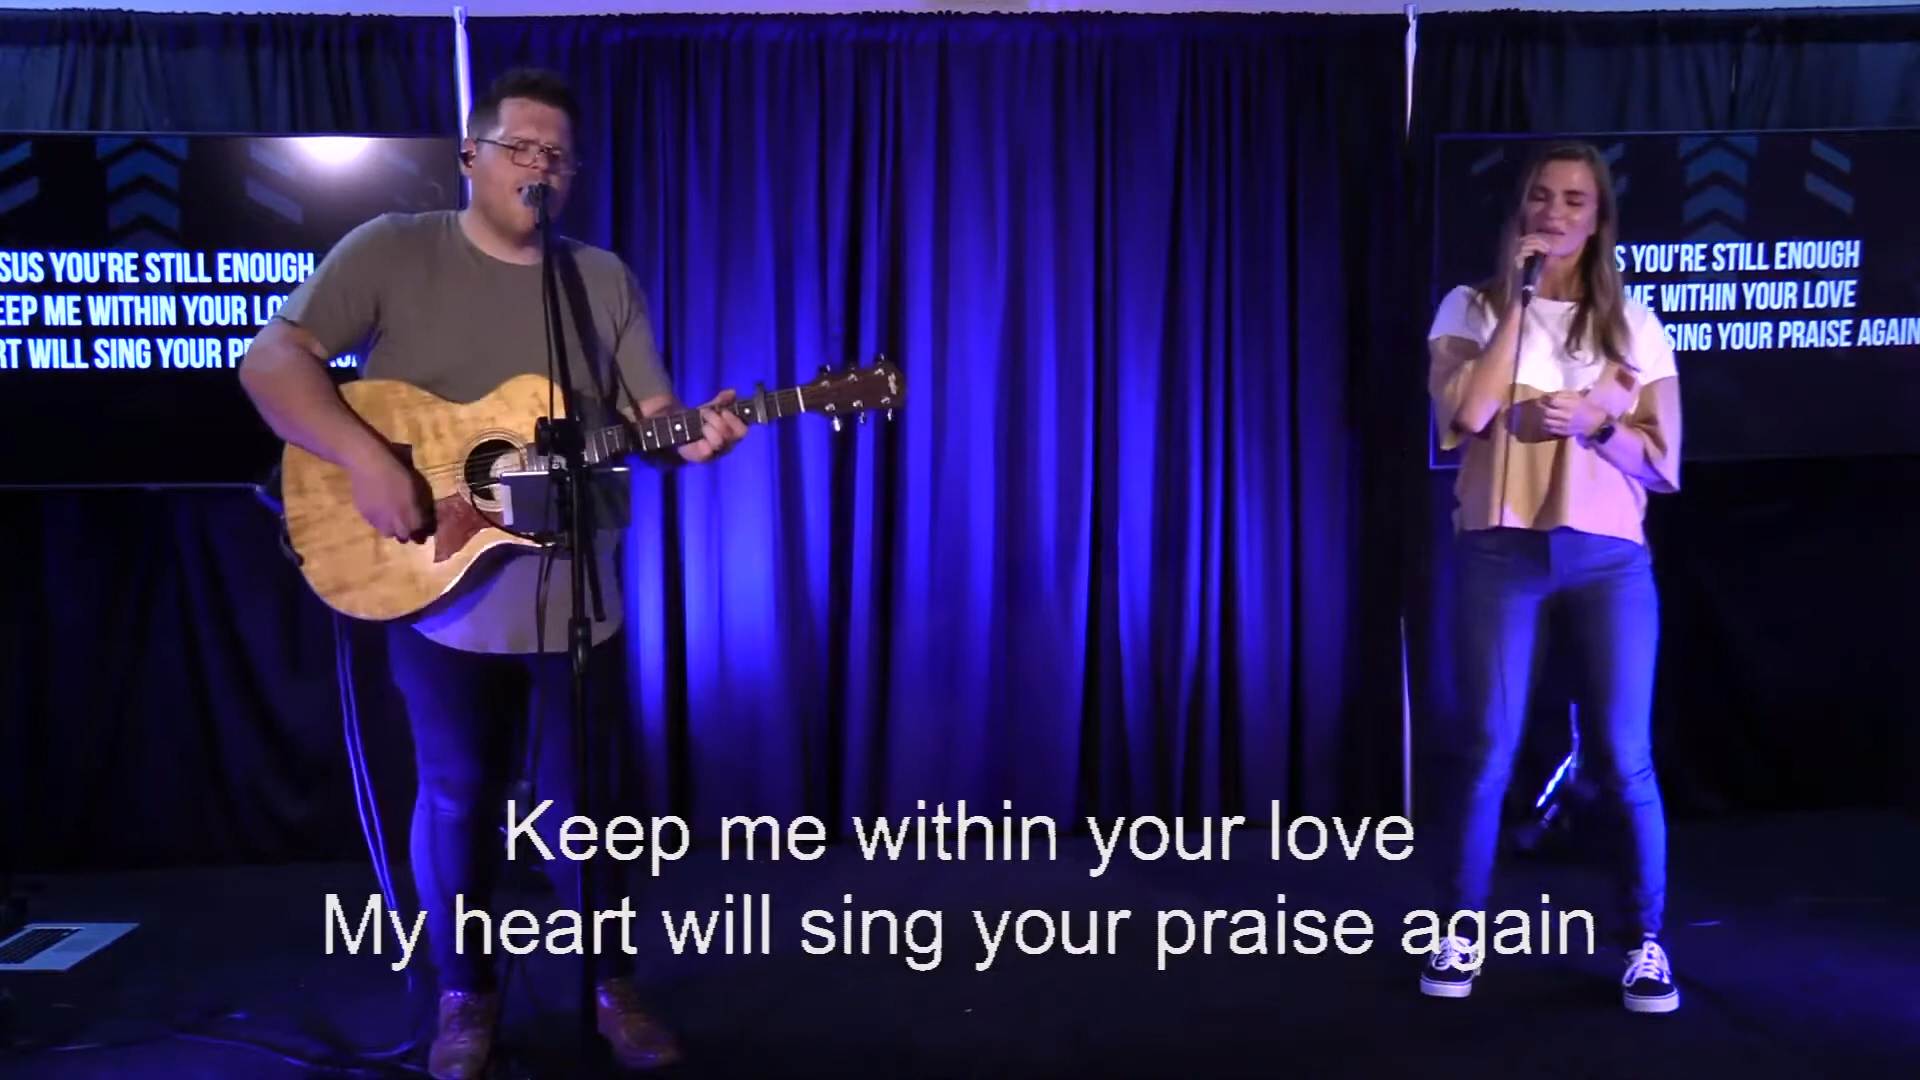 SUS YOU'RE STILL ENOUGH
EEP ME WITHIN YOUR
RT WILL SING YOUR
S YOU'RE STILL ENOUGH
ME WITHIN YOUR LOVE
SING YOUR PRAISE AGAIN
Keep me within your love
My heart will sing your praise again